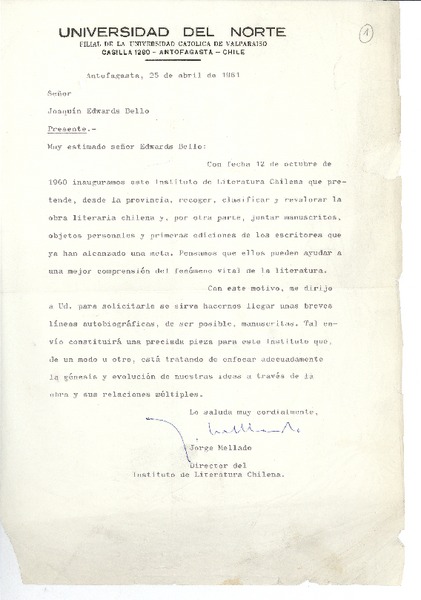 UNIVERSIDAD DEL NORTE
FILIAL DE LA UNIVERSIDAD CATOLICA DE VALPARAISO
CASILLA 1280 - ANTOFAGASTA - CHILE
1
Antofagasta, 25 de abril de 1961
Señor
Joaquín Edwards Bello
Presente.-
Muy estimado señor Edwards Bello:
Con fecha 12 de octubre de
1960 inauguramos este Instituto de Literatura Chilena que pre-
tende, desde la provincia, recoger, clasificar y revalorar la
obra literaria chilena y, por otra parte, juntar manuscritos,
objetos personales y primeras ediciones de los escritores que
ya han alcanzado una meta. Pensamos que ellos pueden ayudar a
una mejor comprensión del fenómeno vital de la literatura.
Con este motivo, me dirijo
a Ud. para solicitarle se sirva hacernos llegar unas breves
líneas autobiográficas, de ser posible, manuscritas. Tal en-
vío constituirá una preciada pieza para este Instituto que,
de un modo u otro, está tratando de enfocar adecuadamente
la génesis y evolución de nuestras ideas a través de la
obra y sus relaciones múltiples.
Lo saluda muy cordialmente,
Jorge Mellado
Director del
Instituto de Literatura Chilena.